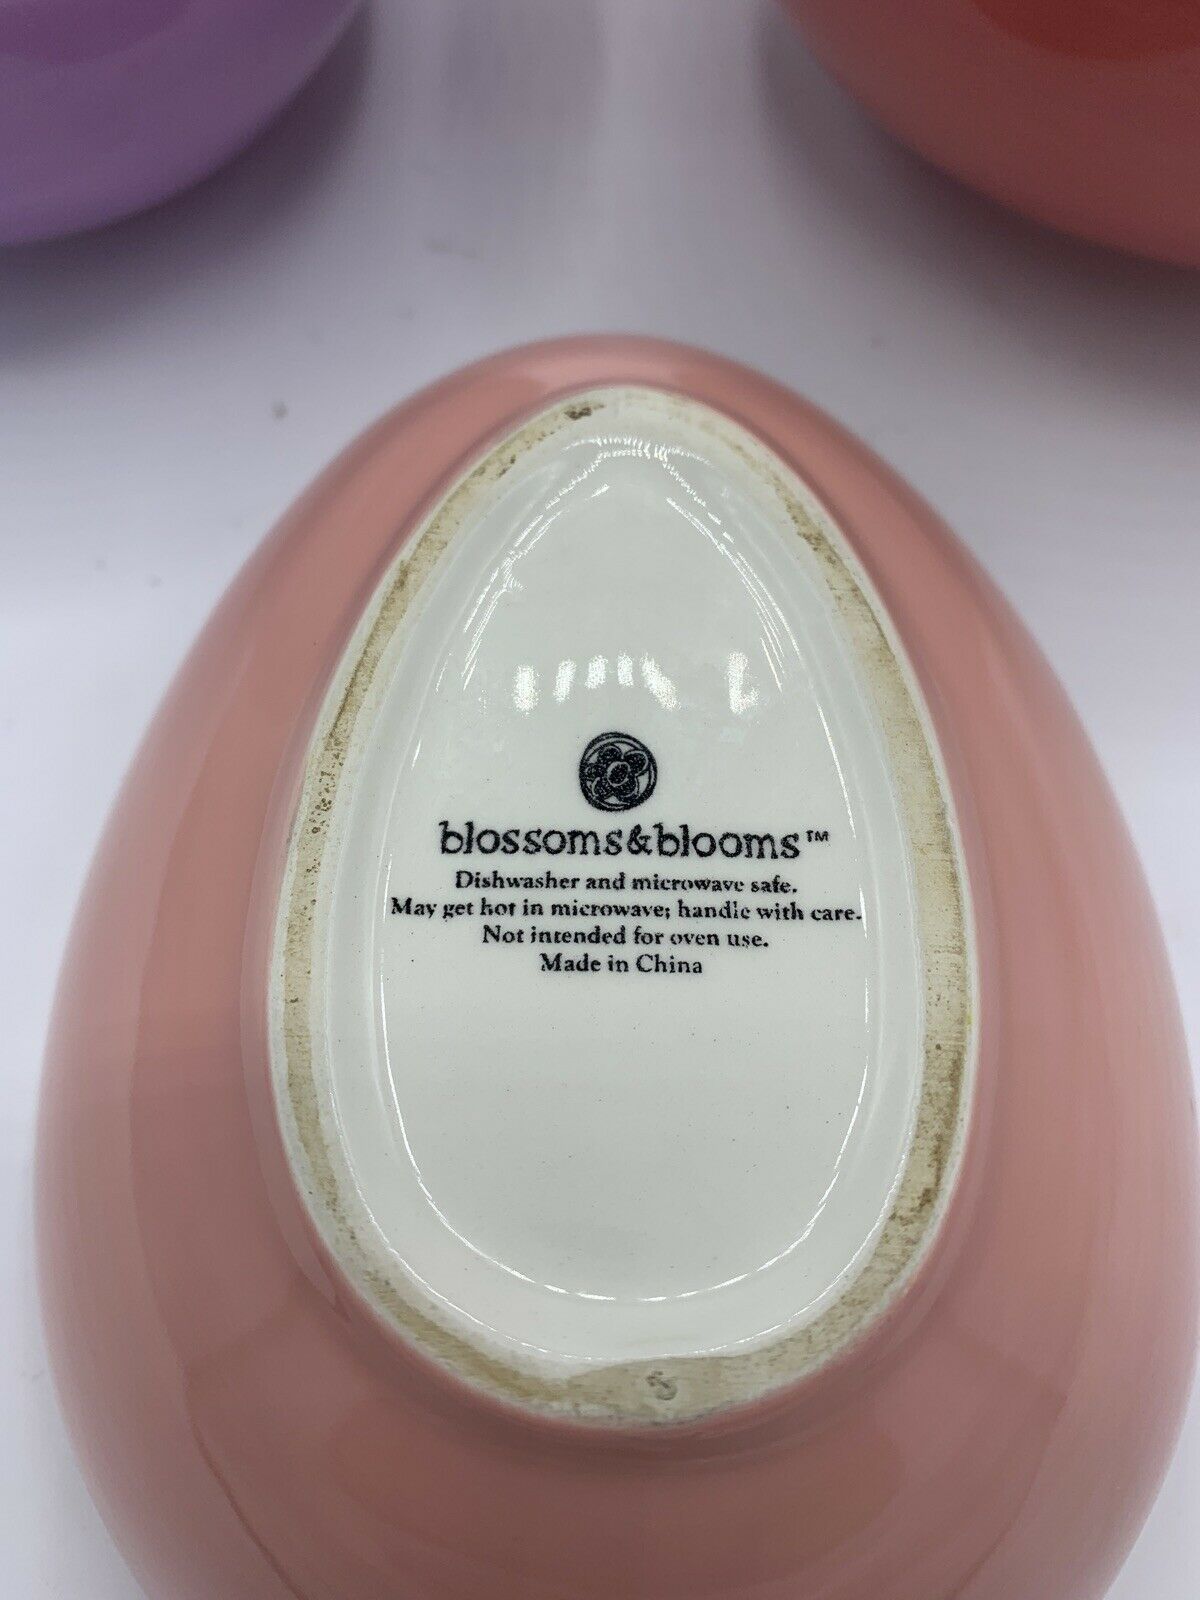 blossoms&blooms™
Dishwasher and microwave safe.
May get hot in microwave; handle with care.
Not intended for oven use.
Made in China